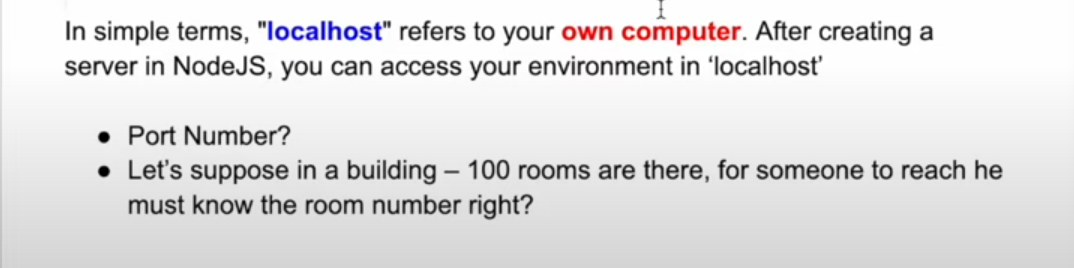 In simple terms, "localhost" refers to your own computer. After creating a
server in NodeJS, you can access your environment in ‘localhost’
● Port Number?
● Let’s suppose in a building – 100 rooms are there, for someone to reach he
must know the room number right?